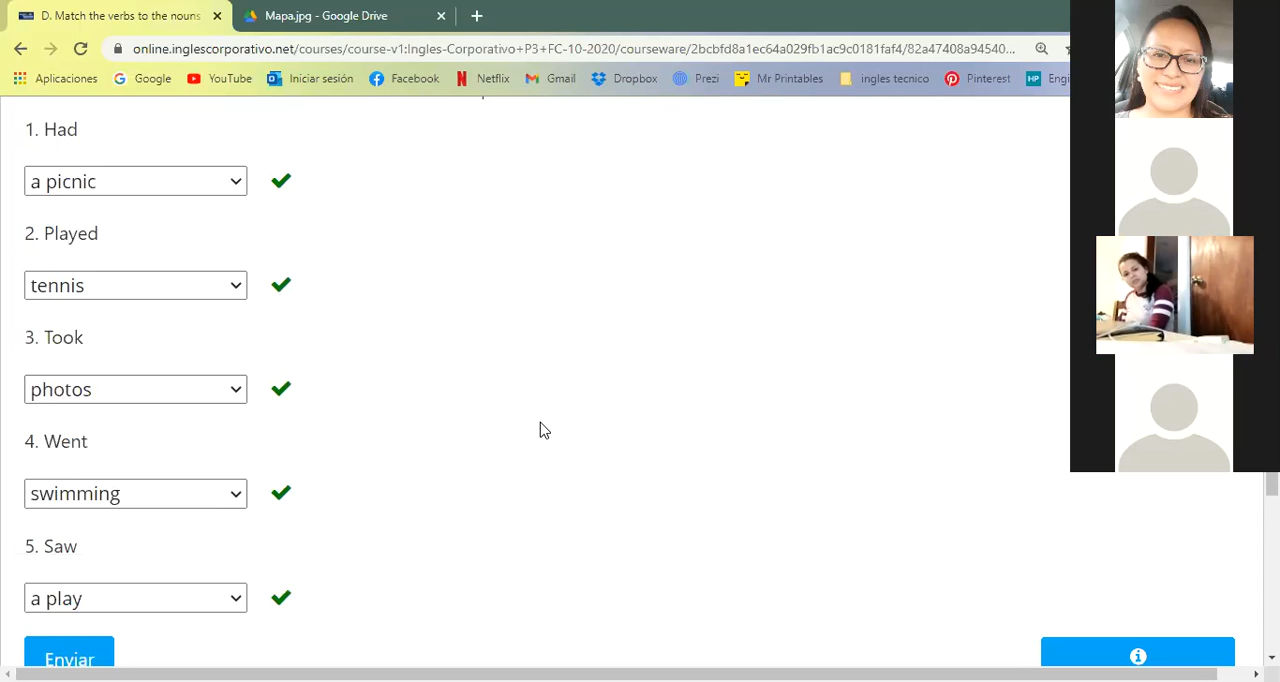 D. Match the verbs to the nouns
Mapa.jpg - Google Drive
online.inglescorporativo.net/courses/course-v1:Ingles-Corporativo+P3+FC-10-2020/courseware/2bcbfd8a1ec64a029fb1ac9c0181faf4/82a47408a94540...
Aplicaciones Google YouTube Iniciar sesión Facebook Netflix Gmail Dropbox Prezi Mr Printables ingles tecnico Pinterest HP Engi
1. Had
a picnic
2. Played
tennis
3. Took
photos
4. Went
swimming
5. Saw
a play
Enviar